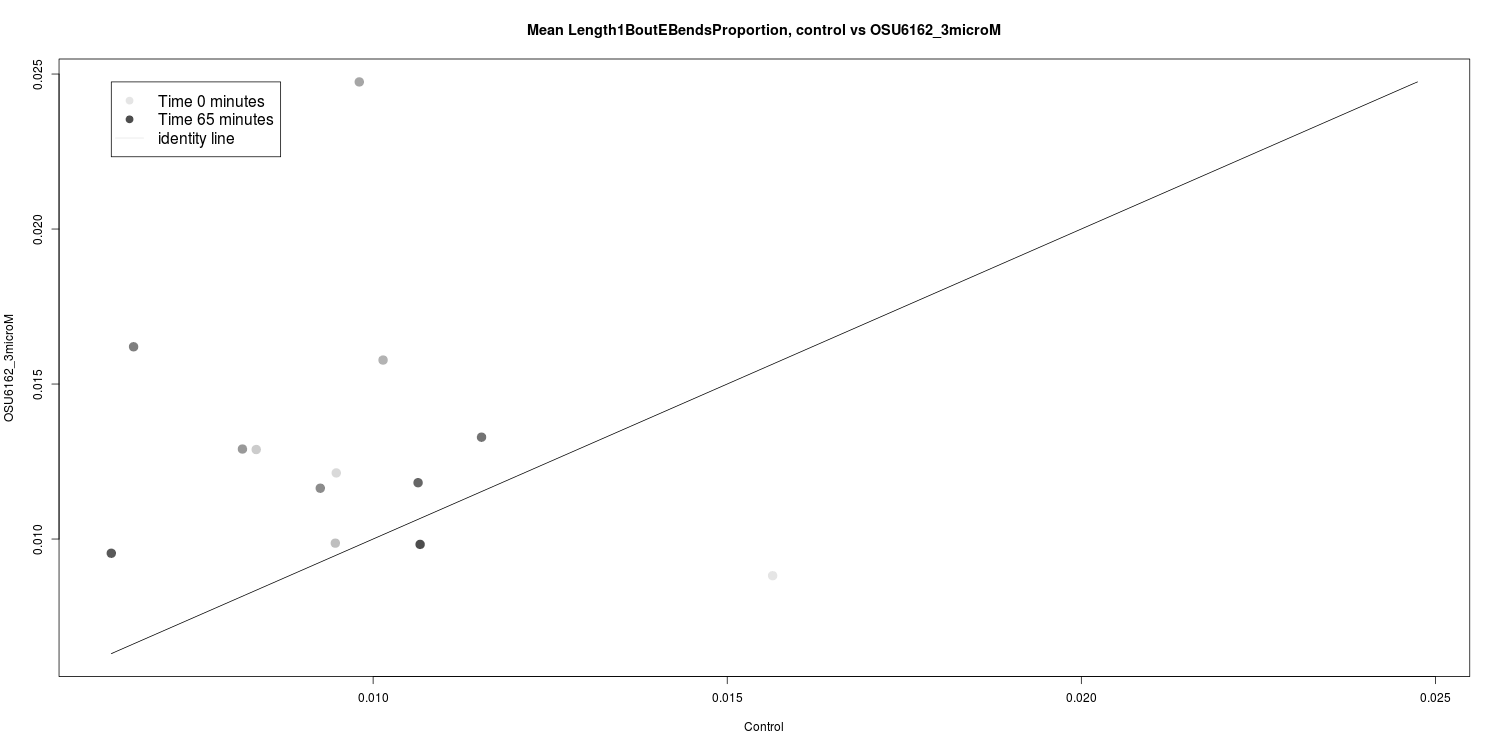 Mean Length1BoutEBendsProportion, control vs OSU6162_3microM
Time 0 minutes
Time 65 minutes
identity line
OSU6162_3microM
0.025
0.020
0.015
0.010
0.010
0.015
0.020
0.025
Control